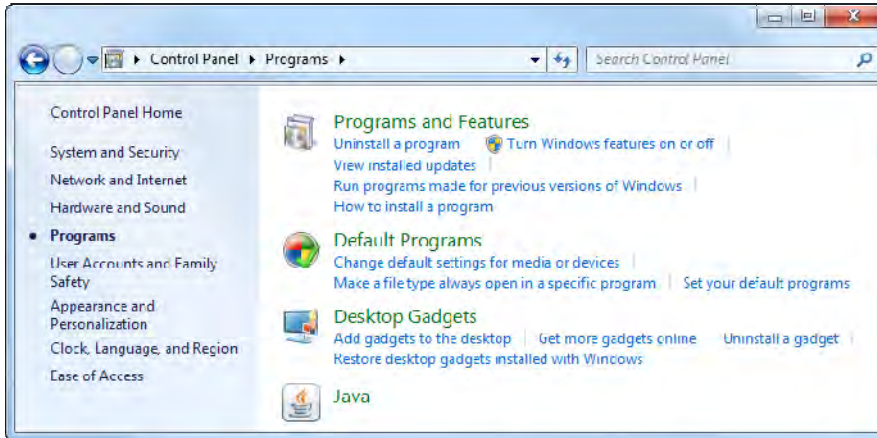 Control Panel Programs
Search Control Panel
Control Panel Home
System and Security
Network and Internet
Hardware and Sound
Programs
User Accounts and Family
Safety
Appearance and
Personalization
Clock, Language, and Region
Ease of Access
Programs and Features
Uninstall a program Turn Windows features on or off
View installed updates
Run programs made for previous versions of Windows
How to install a program
Default Programs
Change default settings for media or devices
Make a file type always open in a specific program Set your default programs
Desktop Gadgets
Add gadgets to the desktop Get more gadgets online Uninstall a gadget
Restore desktop gadgets installed with Windows
Java